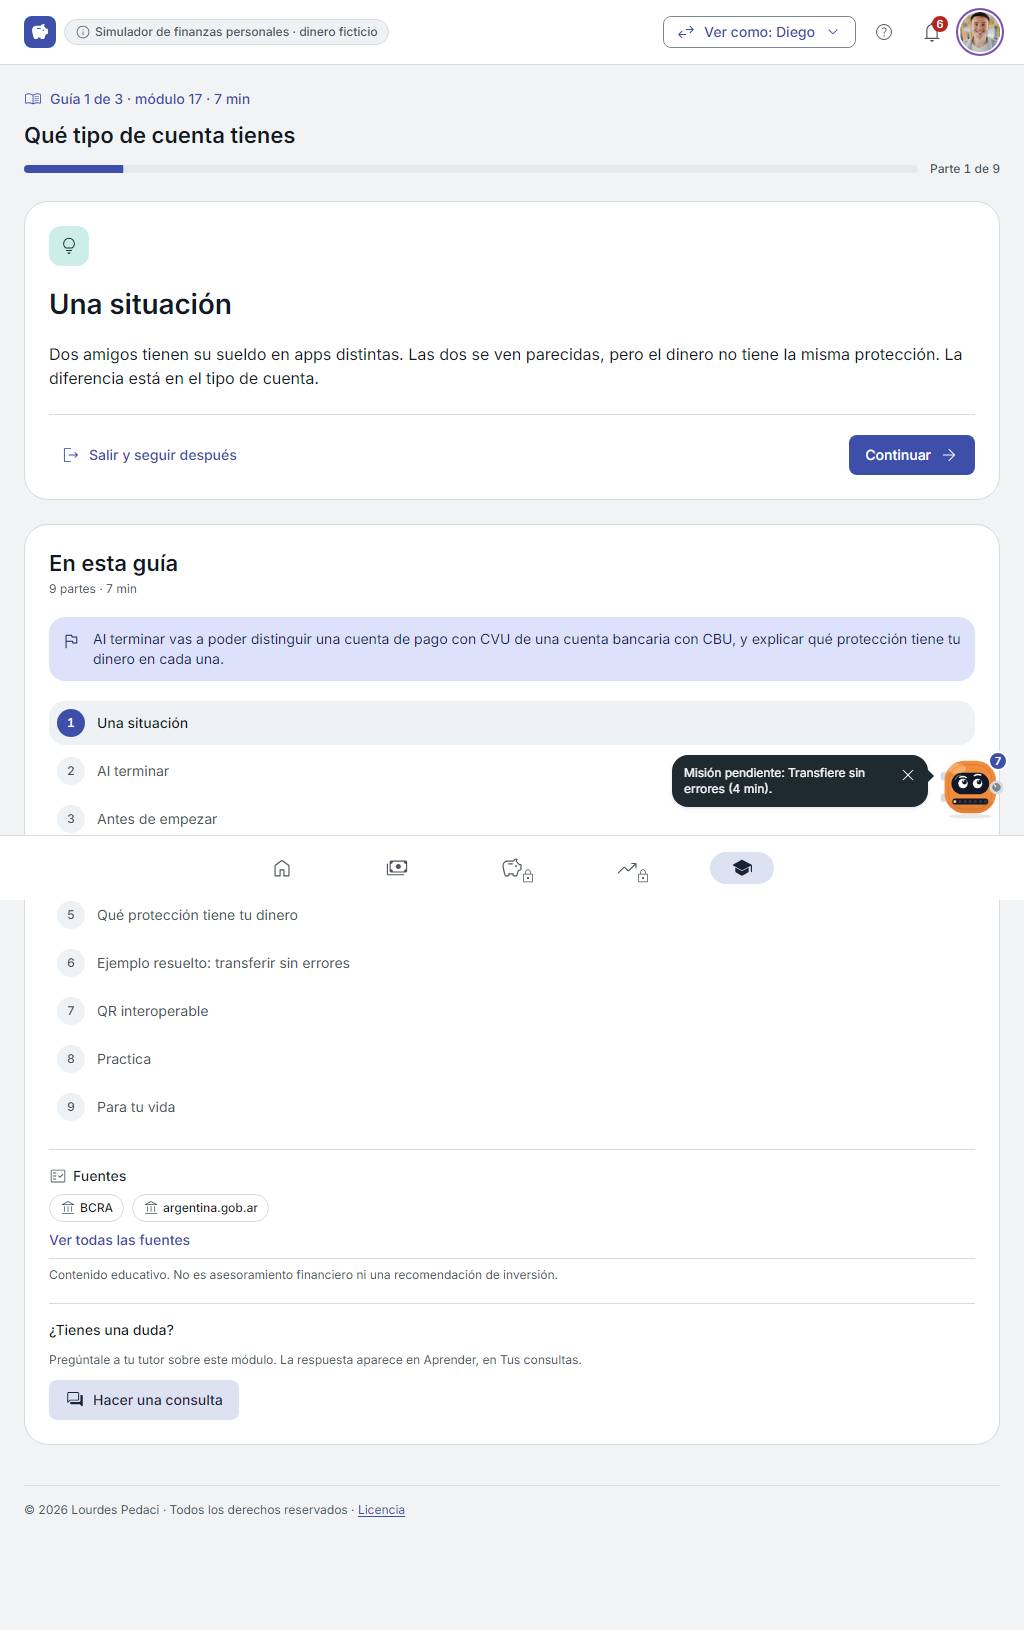 Simulador de finanzas personales · dinero ficticio
Ver como: Diego
6
Guía 1 de 3 · módulo 17 · 7 min
Qué tipo de cuenta tienes
Parte 1 de 9
Una situación
Dos amigos tienen su sueldo en apps distintas. Las dos se ven parecidas, pero el dinero no tiene la misma protección. La
diferencia está en el tipo de cuenta.
Salir y seguir después
Continuar
En esta guía
9 partes · 7 min
Al terminar vas a poder distinguir una cuenta de pago con CVU de una cuenta bancaria con CBU, y explicar qué protección tiene tu
dinero en cada una.
1 Una situación
2 Al terminar
Misión pendiente: Transfiere sin
errores (4 min).
7
3 Antes de empezar
5 Qué protección tiene tu dinero
6 Ejemplo resuelto: transferir sin errores
7 QR interoperable
8 Practica
9 Para tu vida
Fuentes
BCRA
argentina.gob.ar
Ver todas las fuentes
Contenido educativo. No es asesoramiento financiero ni una recomendación de inversión.
¿Tienes una duda?
Pregúntale a tu tutor sobre este módulo. La respuesta aparece en Aprender, en Tus consultas.
Hacer una consulta
© 2026 Lourdes Pedaci · Todos los derechos reservados · Licencia